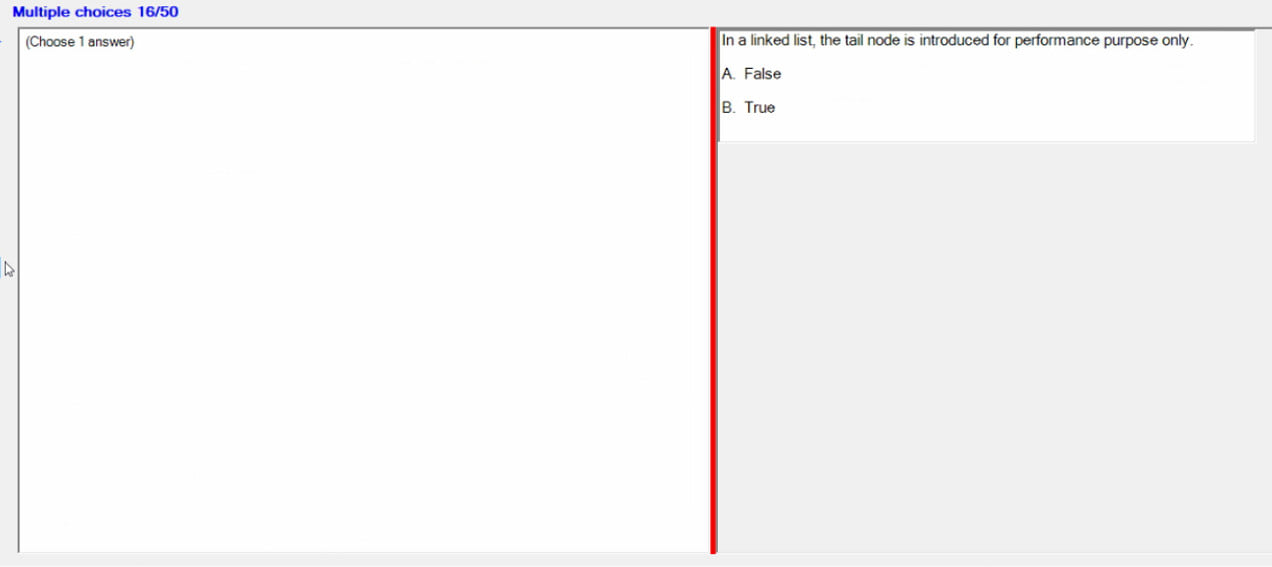 Multiple choices 16/50
(Choose 1 answer)
In a linked list, the tail node is introduced for performance purpose only.
A. False
B. True